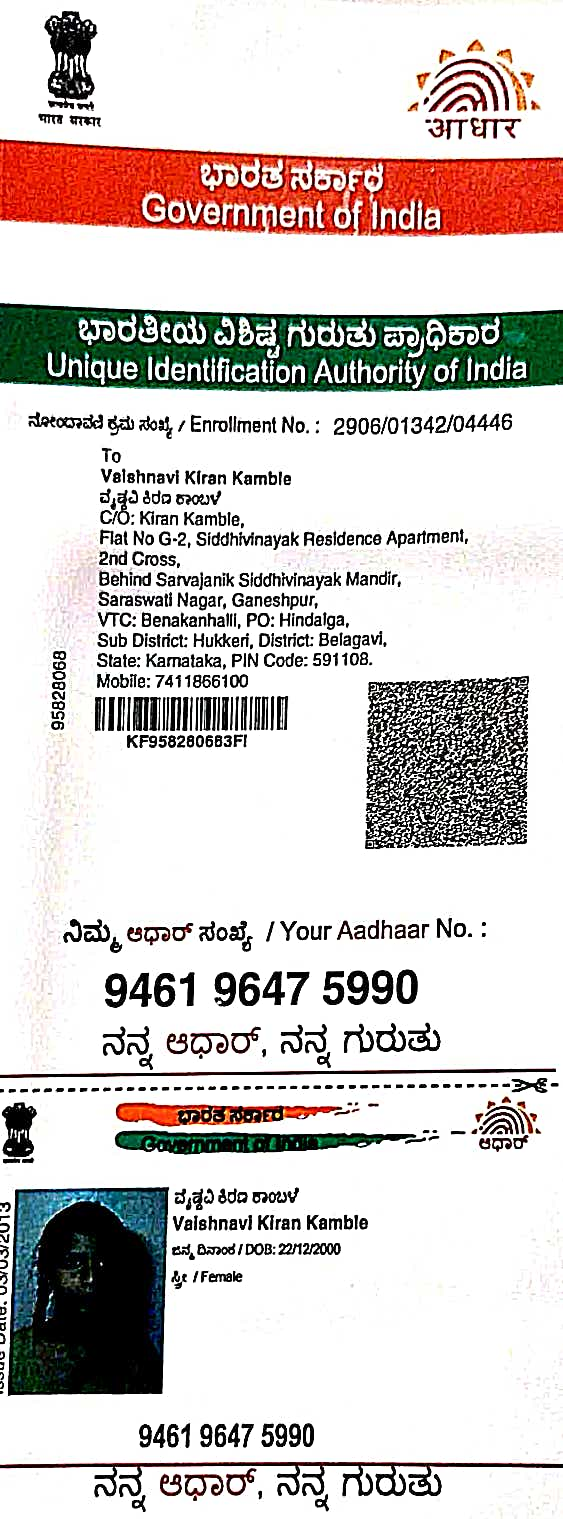 भारत सरकार
आधार
ಭಾರತ ಸರ್ಕಾರ
Government of India
ಭಾರತೀಯ ವಿಶಿಷ್ಟ ಗುರುತು ಪ್ರಾಧಿಕಾರ
Unique Identification Authority of India
ನೋಂದಾವಣಿ ಕ್ರಮ ಸಂಖ್ಯೆ / Enrollment No. : 2906/01342/04446
To
Vaishnavi Kiran Kamble
ವೈಷ್ಣವಿ ಕಿರಣ ಕಾಂಬಳೆ
C/O: Kiran Kamble,
Flat No G-2, Siddhivinayak Residence Apartment,
2nd Cross,
Behind Sarvajanik Siddhivinayak Mandir,
Saraswati Nagar, Ganeshpur,
VTC: Benakanhalli, PO: Hindalga,
Sub District: Hukkeri, District: Belagavi,
State: Karnataka, PIN Code: 591108.
Mobile: 7411866100
95828068
KF958280683FI
ನಿಮ್ಮ ಆಧಾರ್ ಸಂಖ್ಯೆ / Your Aadhaar No. :
9461 9647 5990
ನನ್ನ ಆಧಾರ್, ನನ್ನ ಗುರುತು
ಭಾರತ ಸರ್ಕಾರ
Government of India
ಆಧಾರ್
Issue Date: 03/03/2013
ವೈಷ್ಣವಿ ಕಿರಣ ಕಾಂಬಳೆ
Vaishnavi Kiran Kamble
ಜನ್ಮ ದಿನಾಂಕ / DOB: 22/12/2000
ಸ್ತ್ರೀ / Female
9461 9647 5990
ನನ್ನ ಆಧಾರ್, ನನ್ನ ಗುರುತು